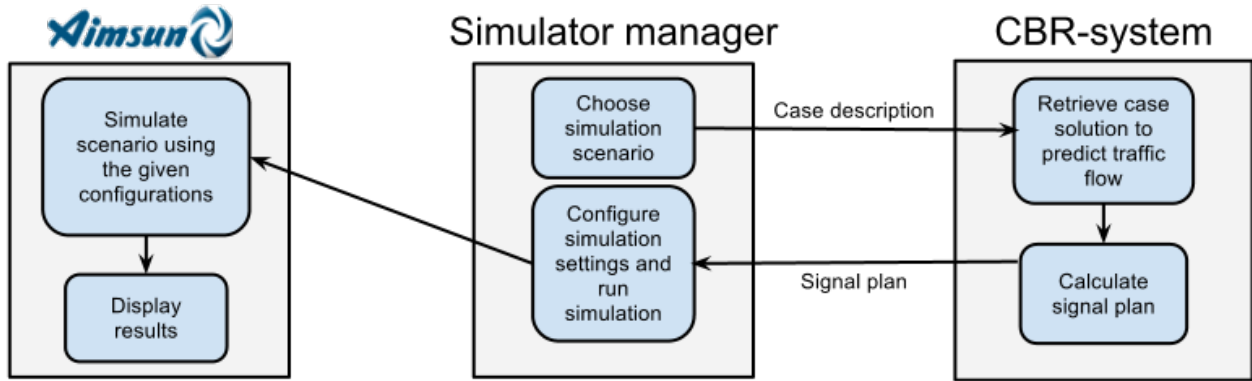 Aimsun
Simulator manager
CBR-system
Simulate
scenario using
the given
configurations
Display
results
Choose
simulation
scenario
Configure
simulation
settings and
run
simulation
Case description
Signal plan
Retrieve case
solution to
predict traffic
flow
Calculate
signal plan